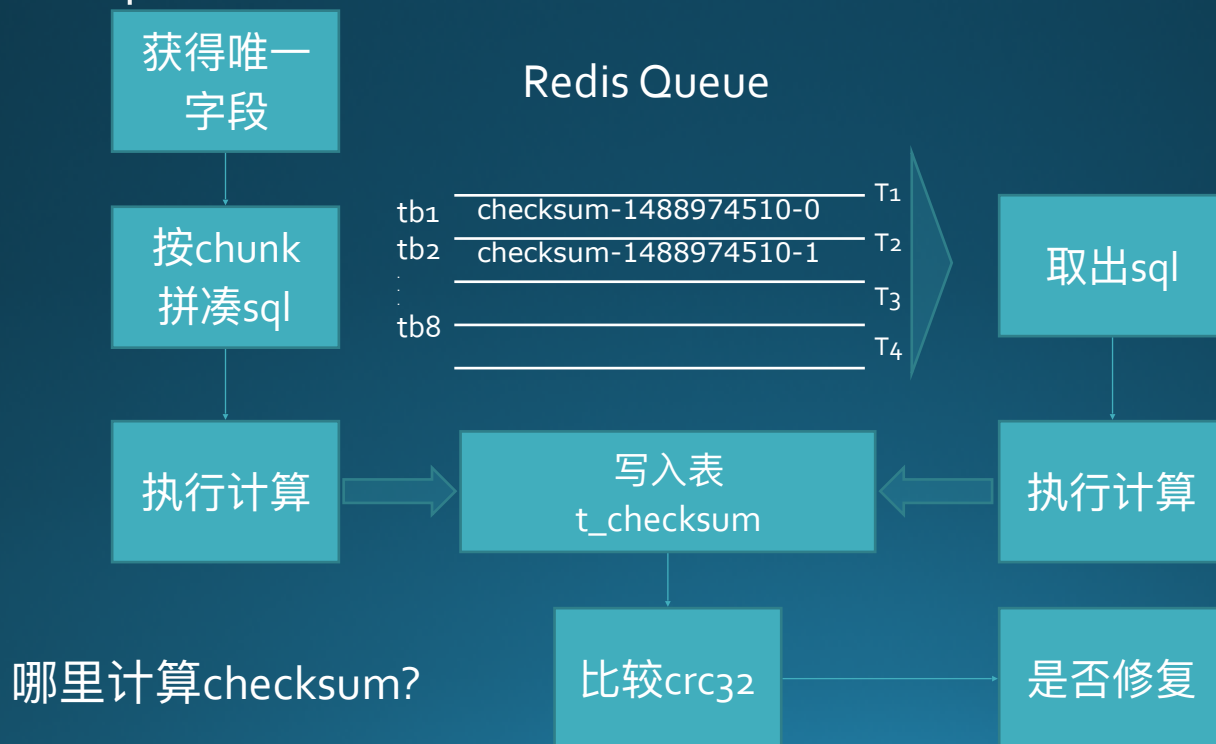 获得唯一
字段
Redis Queue
按chunk
拼凑sql
tb1 checksum-1488974510-0 T1
tb2 checksum-1488974510-1 T2
.
.
T3
tb8
T4
取出sql
执行计算
写入表
t_checksum
执行计算
哪里计算checksum?
比较crc32
是否修复